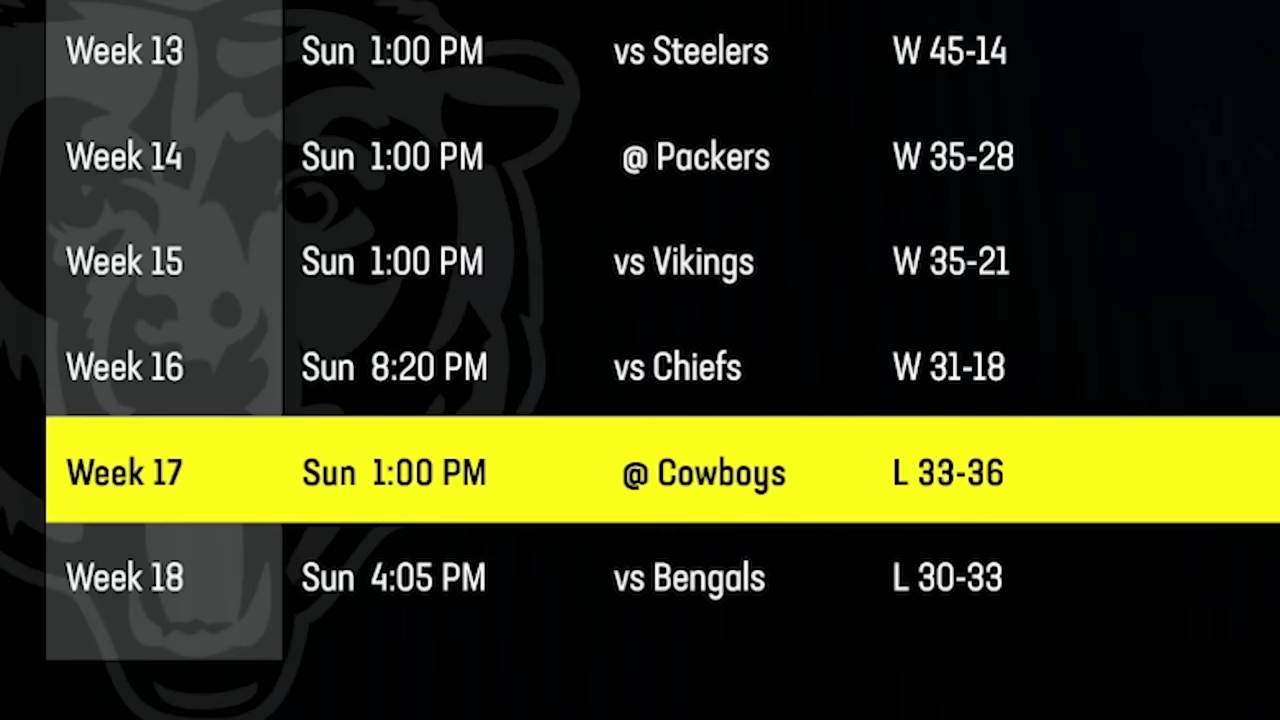 Week 13 Sun 1:00 PM vs Steelers W 45-14
Week 14 Sun 1:00 PM @ Packers W 35-28
Week 15 Sun 1:00 PM vs Vikings W 35-21
Week 16 Sun 8:20 PM vs Chiefs W 31-18
Week 17 Sun 1:00 PM @ Cowboys L 33-36
Week 18 Sun 4:05 PM vs Bengals L 30-33